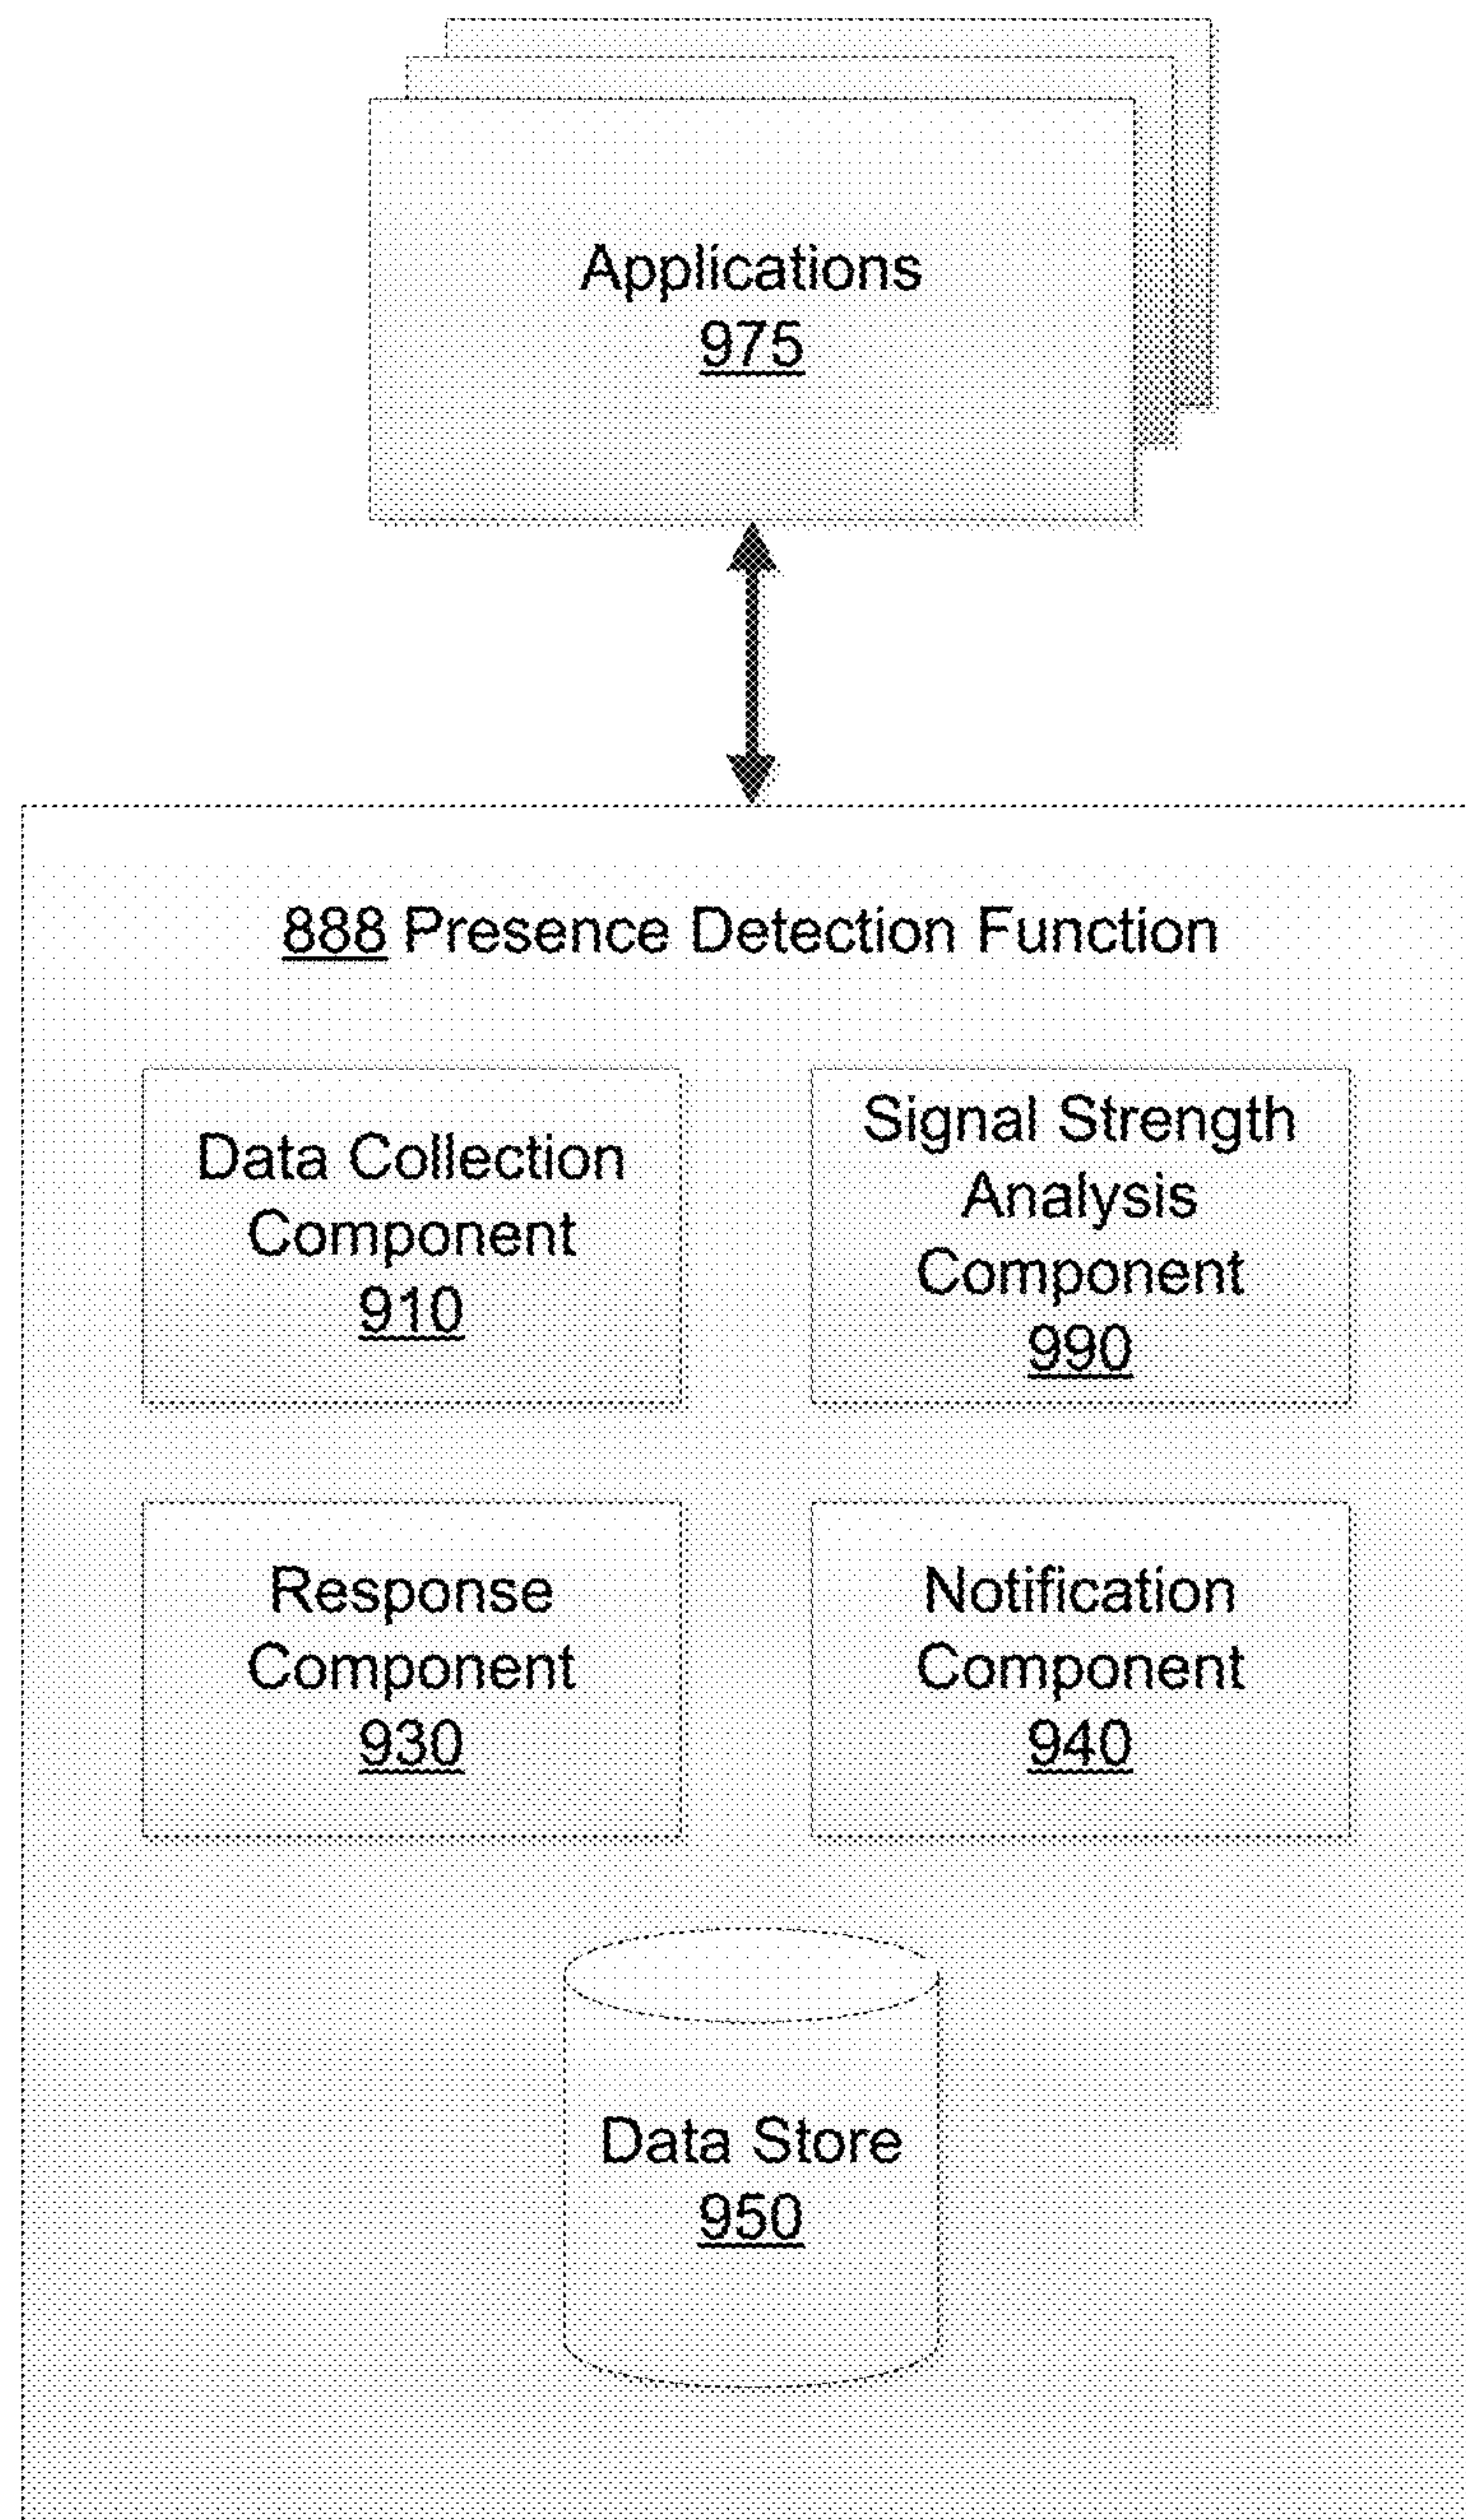 Applications
975
888 Presence Detection Function
Data Collection
Component
910
Signal Strength
Analysis
Component
990
Response
Component
930
Notification
Component
940
Data Store
950